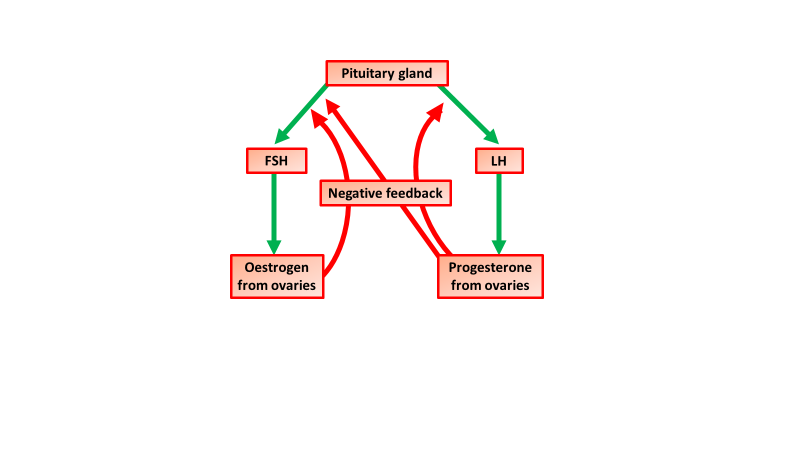 Pituitary gland
FSH
LH
Negative feedback
Oestrogen
from ovaries
Progesterone
from ovaries